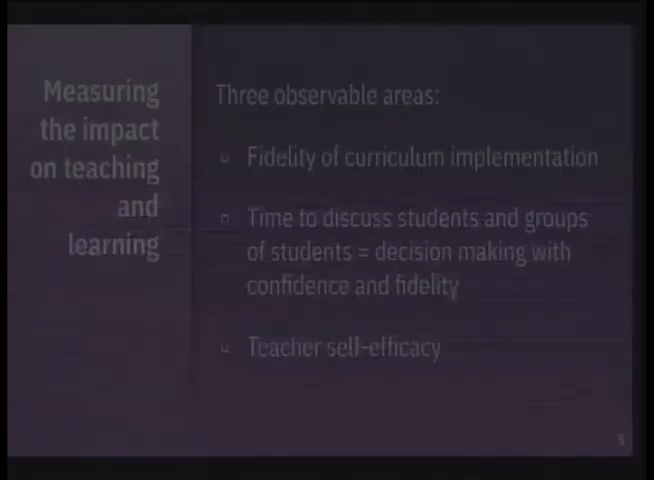 Measuring
the impact
on teaching
and
learning
Three observable areas:
Fidelity of curriculum implementation
Time to discuss students and groups
of students = decision making with
confidence and fidelity
Teacher self-efficacy
5